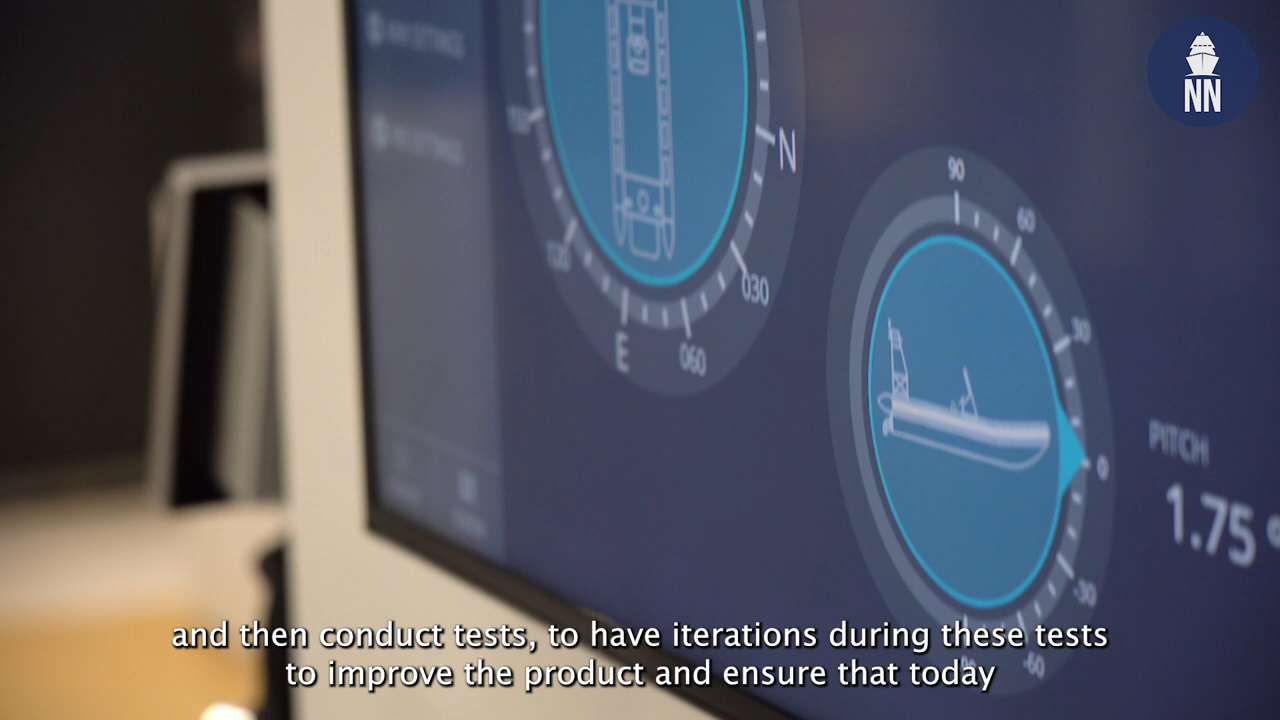 NN
N
030
060
E
120
90
60
30
0
-30
-60
PITCH
1.75 °
and then conduct tests, to have iterations during these tests
to improve the product and ensure that today